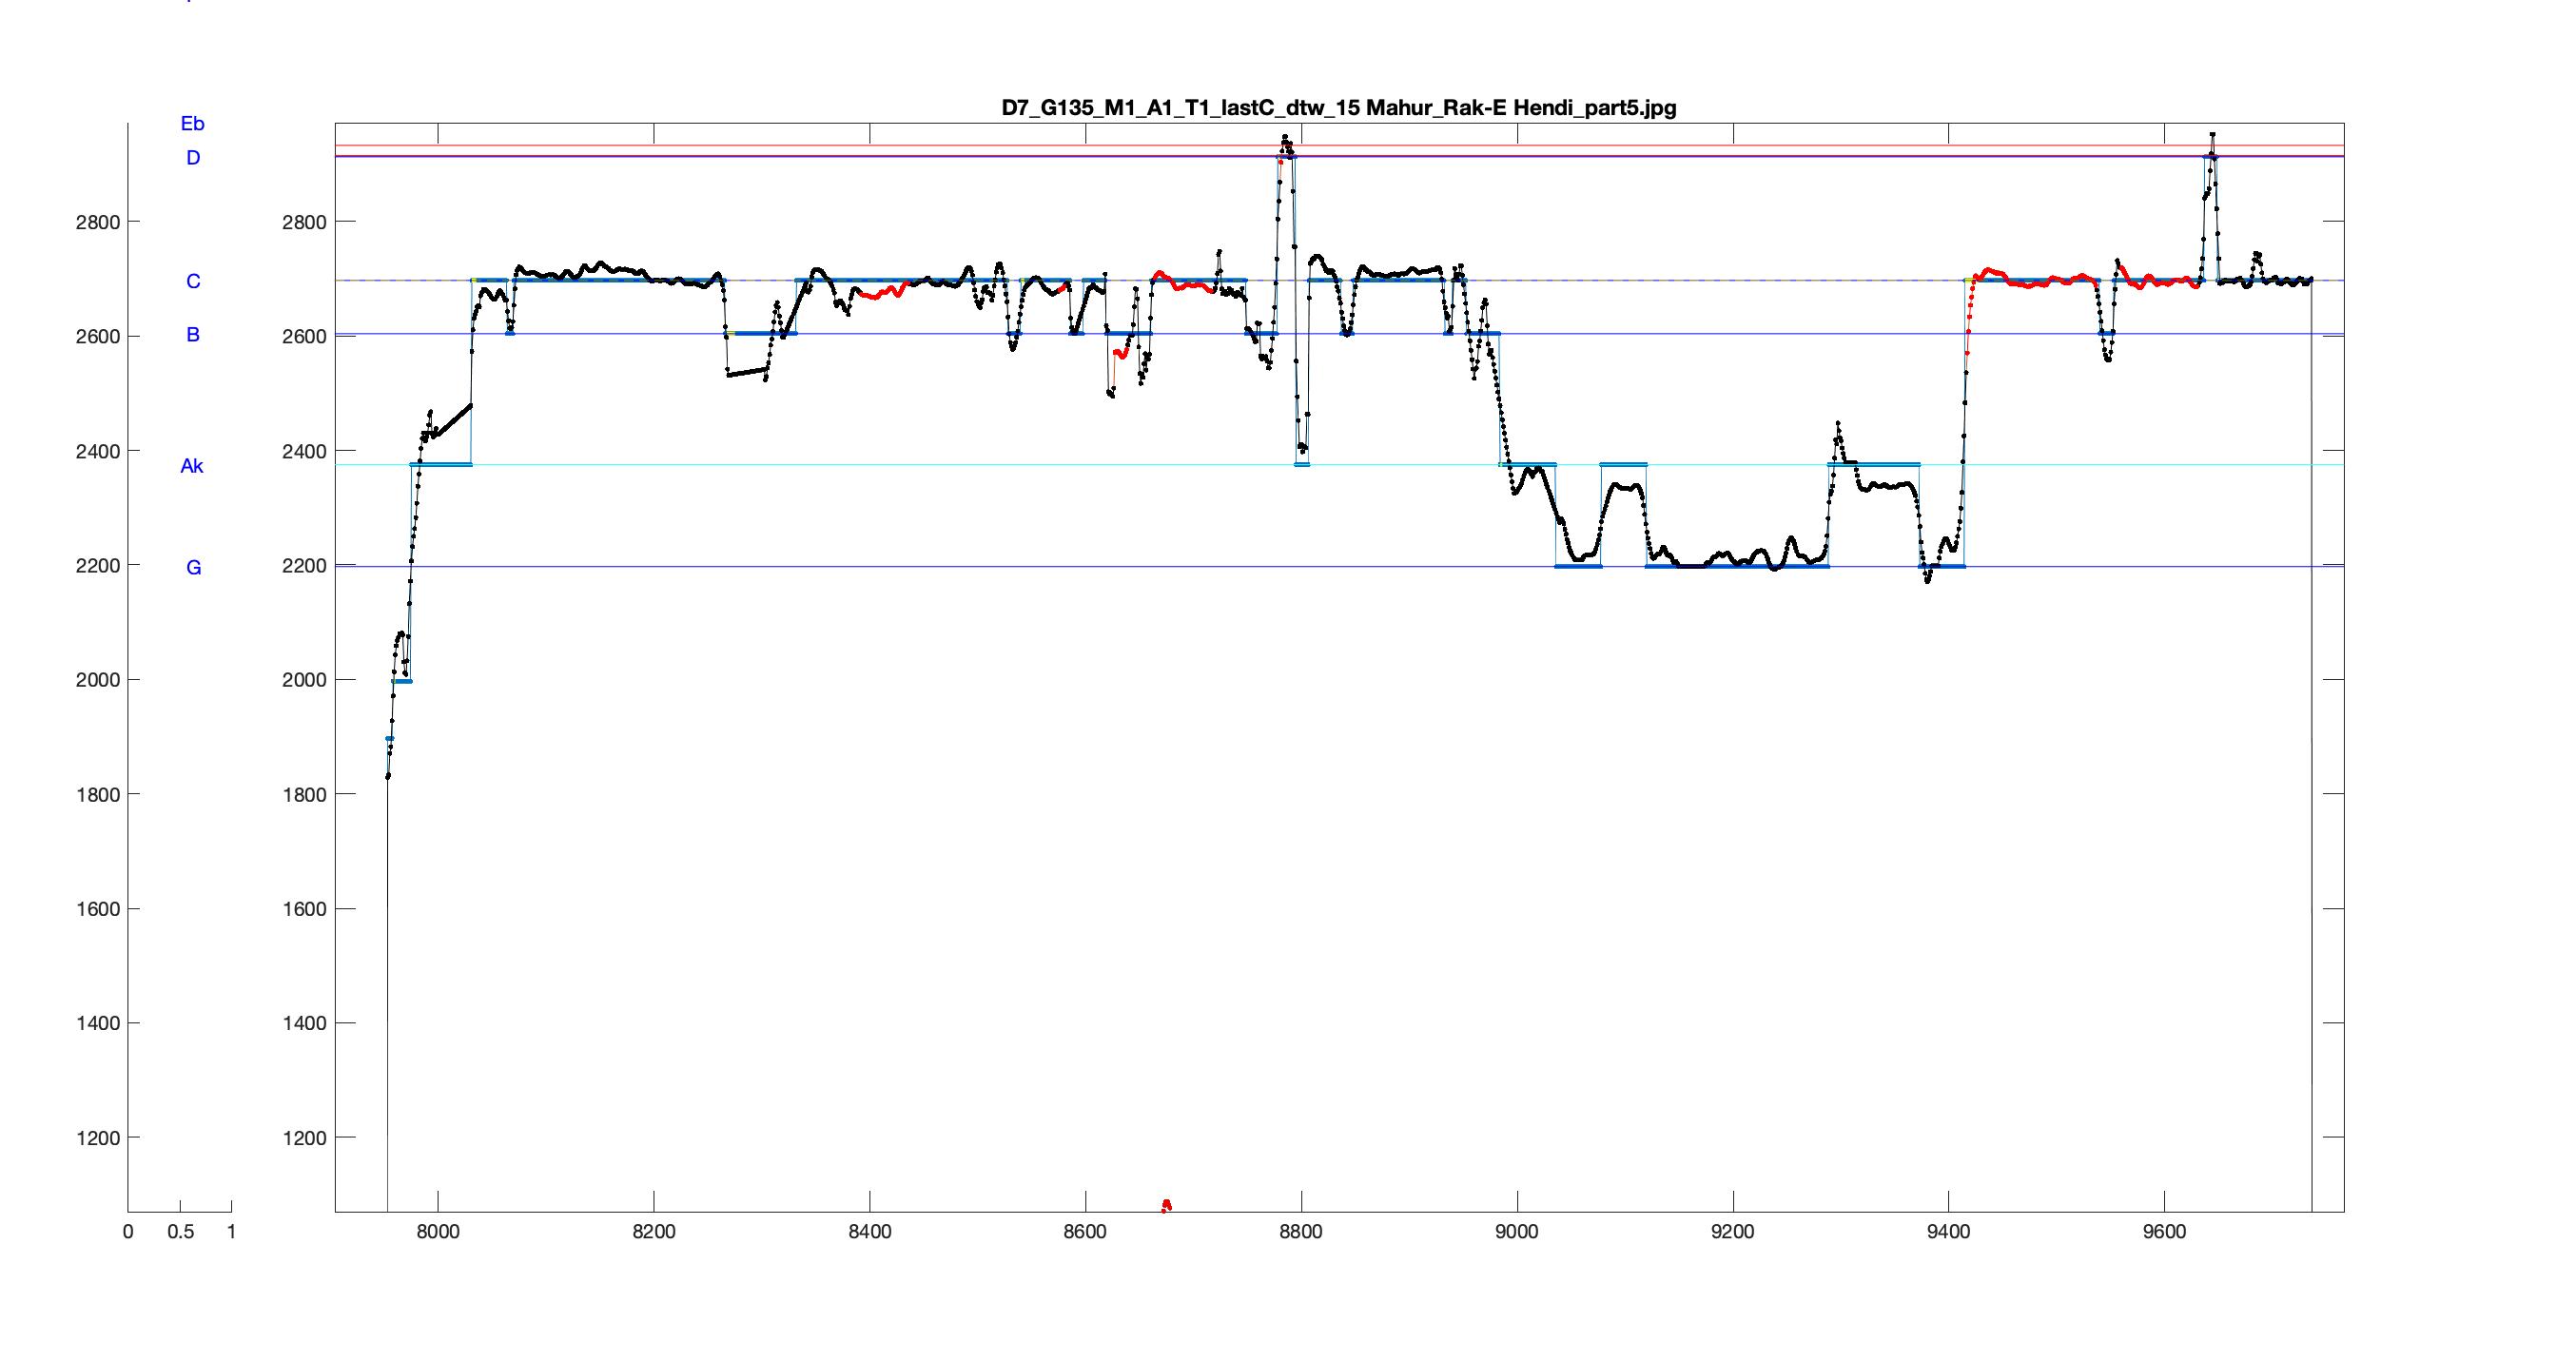 D7_G135_M1_A1_T1_lastC_dtw_15 Mahur_Rak-E Hendi_part5.jpg
Eb
D
2800 2800
C
B
2600 2600
Ak
2400 2400
G
2200 2200
2000 2000
1800 1800
1600 1600
1400 1400
1200 1200
0 0.5 1 8000 8200 8400 8600 8800 9000 9200 9400 9600